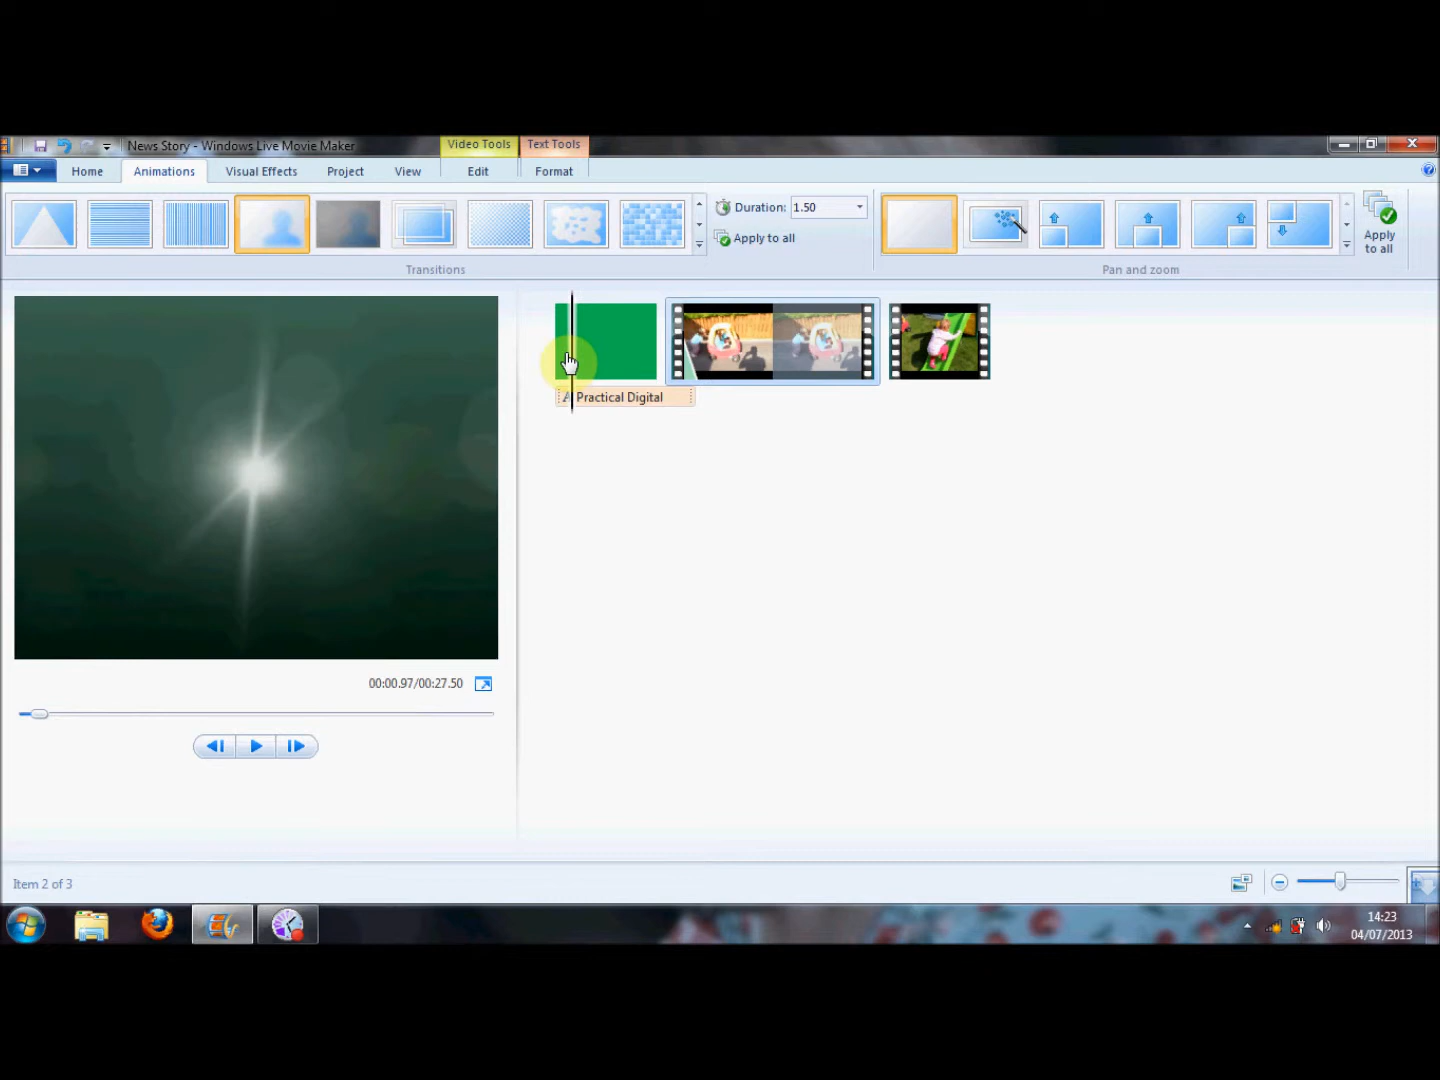 News Story - Windows Live Movie Maker
Video Tools
Text Tools
Home
Animations
Visual Effects
Project
View
Edit
Format
Duration: 1.50
Apply to all
Transitions
Pan and zoom
Apply
to all
A Practical Digital
00:00.97/00:27.50
Item 2 of 3
14:23
04/07/2013